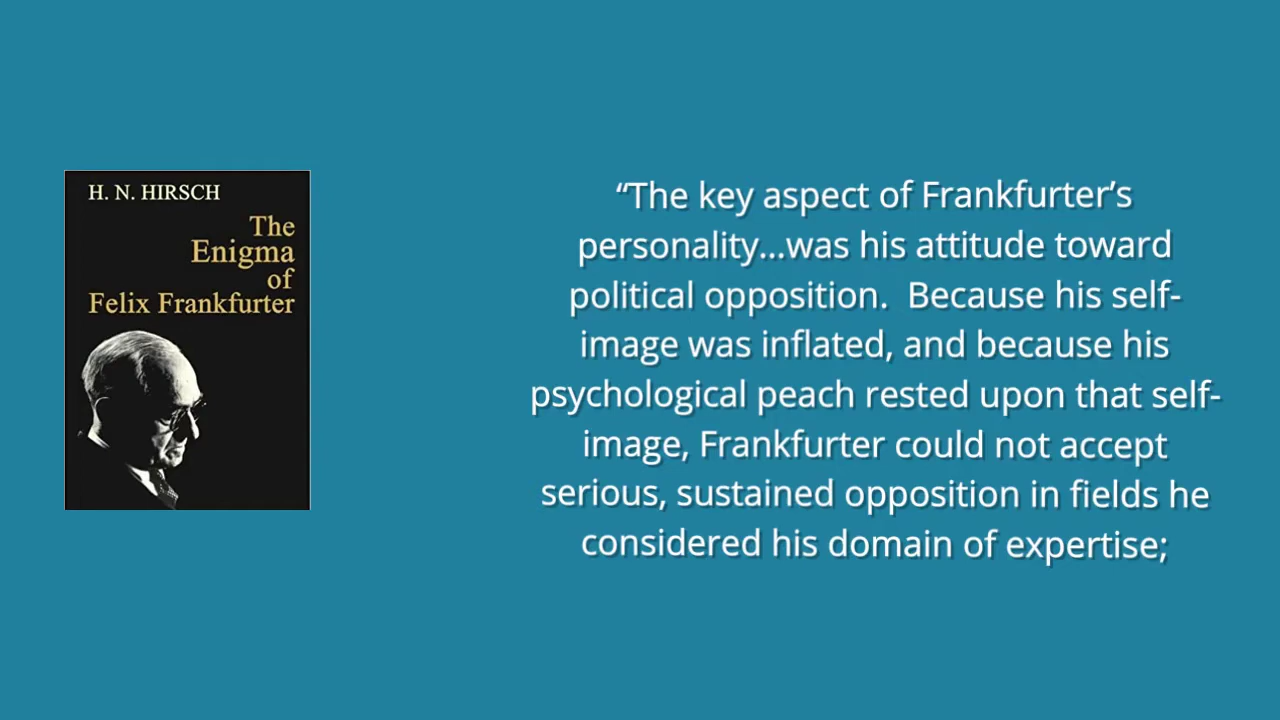 H. N. HIRSCH
The
Enigma
of
Felix Frankfurter
“The key aspect of Frankfurter’s
personality...was his attitude toward
political opposition.  Because his self-
image was inflated, and because his
psychological peach rested upon that self-
image, Frankfurter could not accept
serious, sustained opposition in fields he
considered his domain of expertise;